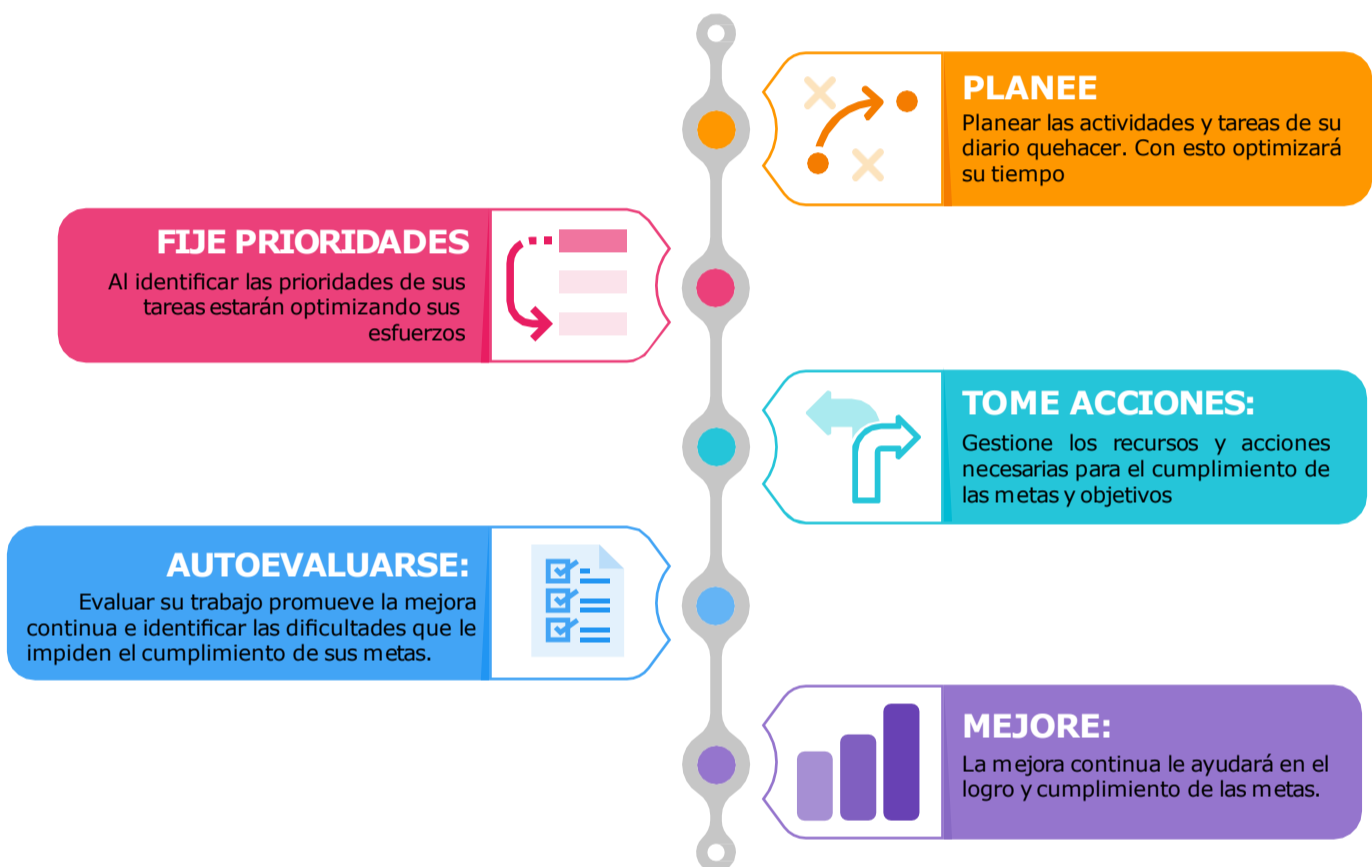 PLANEE
Planear las actividades y tareas de su
diario quehacer. Con esto optimizará
su tiempo
FIJE PRIORIDADES
Al identificar las prioridades de sus
tareas estarán optimizando sus
esfuerzos
TOME ACCIONES:
Gestione los recursos y acciones
necesarias para el cumplimiento de
las metas y objetivos
AUTOEVALUARSE:
Evaluar su trabajo promueve la mejora
continua e identificar las dificultades que le
impiden el cumplimiento de sus metas.
MEJORE:
La mejora continua le ayudará en el
logro y cumplimiento de las metas.